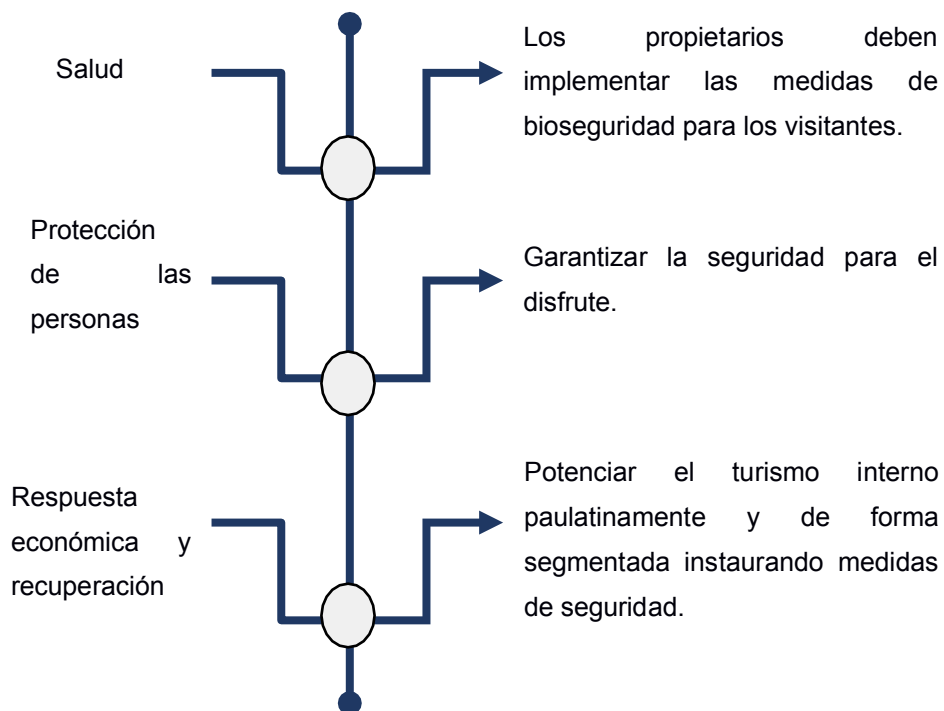 Salud
Los propietarios deben
implementar las medidas de
bioseguridad para los visitantes.
Protección
de las
personas
Garantizar la seguridad para el
disfrute.
Respuesta
económica y
recuperación
Potenciar el turismo interno
paulatinamente y de forma
segmentada instaurando medidas
de seguridad.